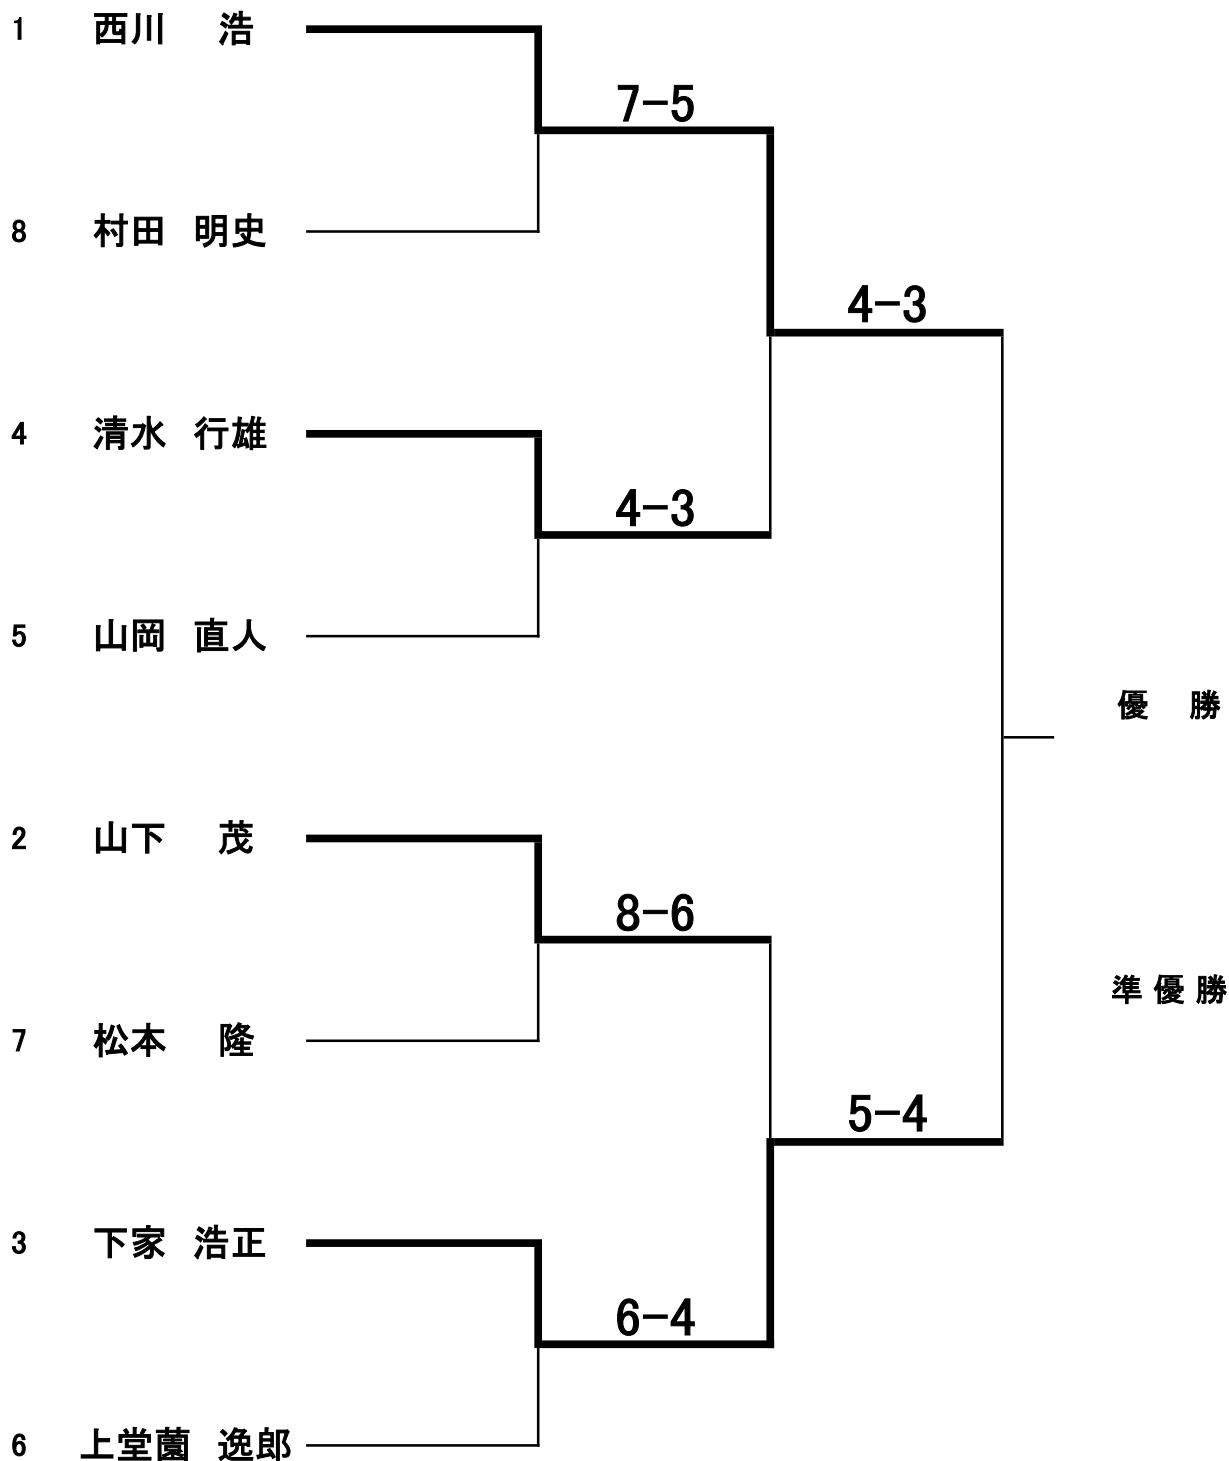 1 西川 浩
7-5
8 村田 明史
4-3
4 清水 行雄
4-3
5 山岡 直人
優 勝
2 山下 茂
8-6
準優勝
7 松本 隆
5-4
3 下家 浩正
6-4
6 上堂薗 逸郎